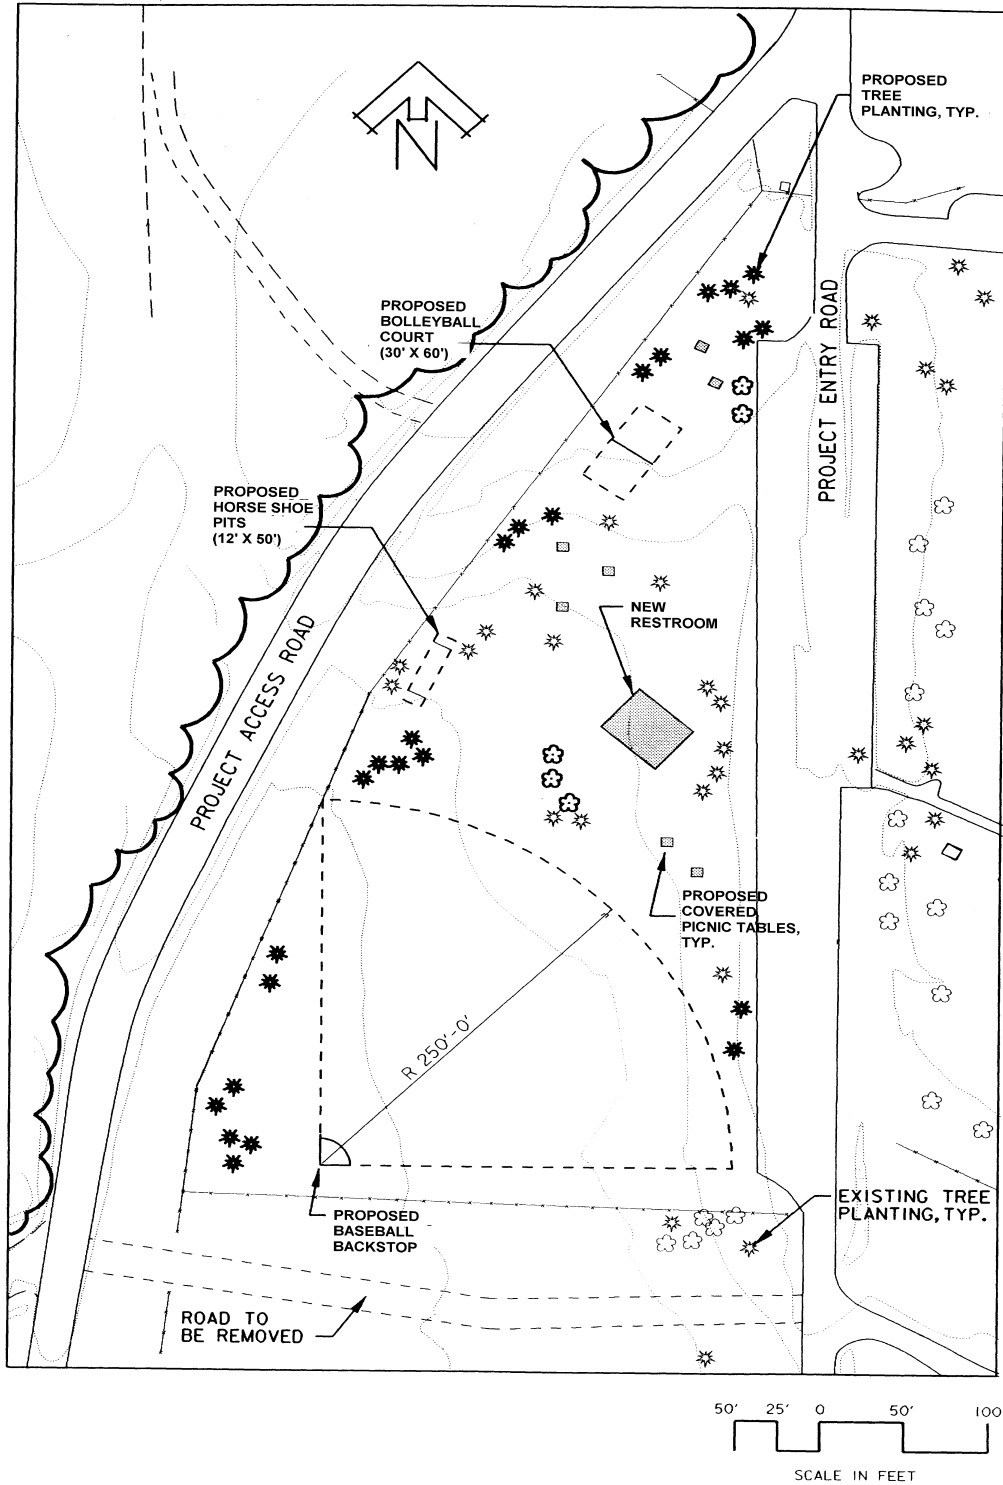 N
PROPOSED
TREE
PLANTING, TYP.
PROPOSED
BOLLEYBALL
COURT
(30' X 60')
PROJECT ENTRY ROAD
PROPOSED
HORSE SHOE
PITS
(12' X 50')
NEW
RESTROOM
PROJECT ACCESS ROAD
PROPOSED
COVERED
PICNIC TABLES,
TYP.
R 250'-0'
EXISTING TREE
PLANTING, TYP.
PROPOSED
BASEBALL
BACKSTOP
ROAD TO
BE REMOVED
50' 25' 0 50' 100
SCALE IN FEET